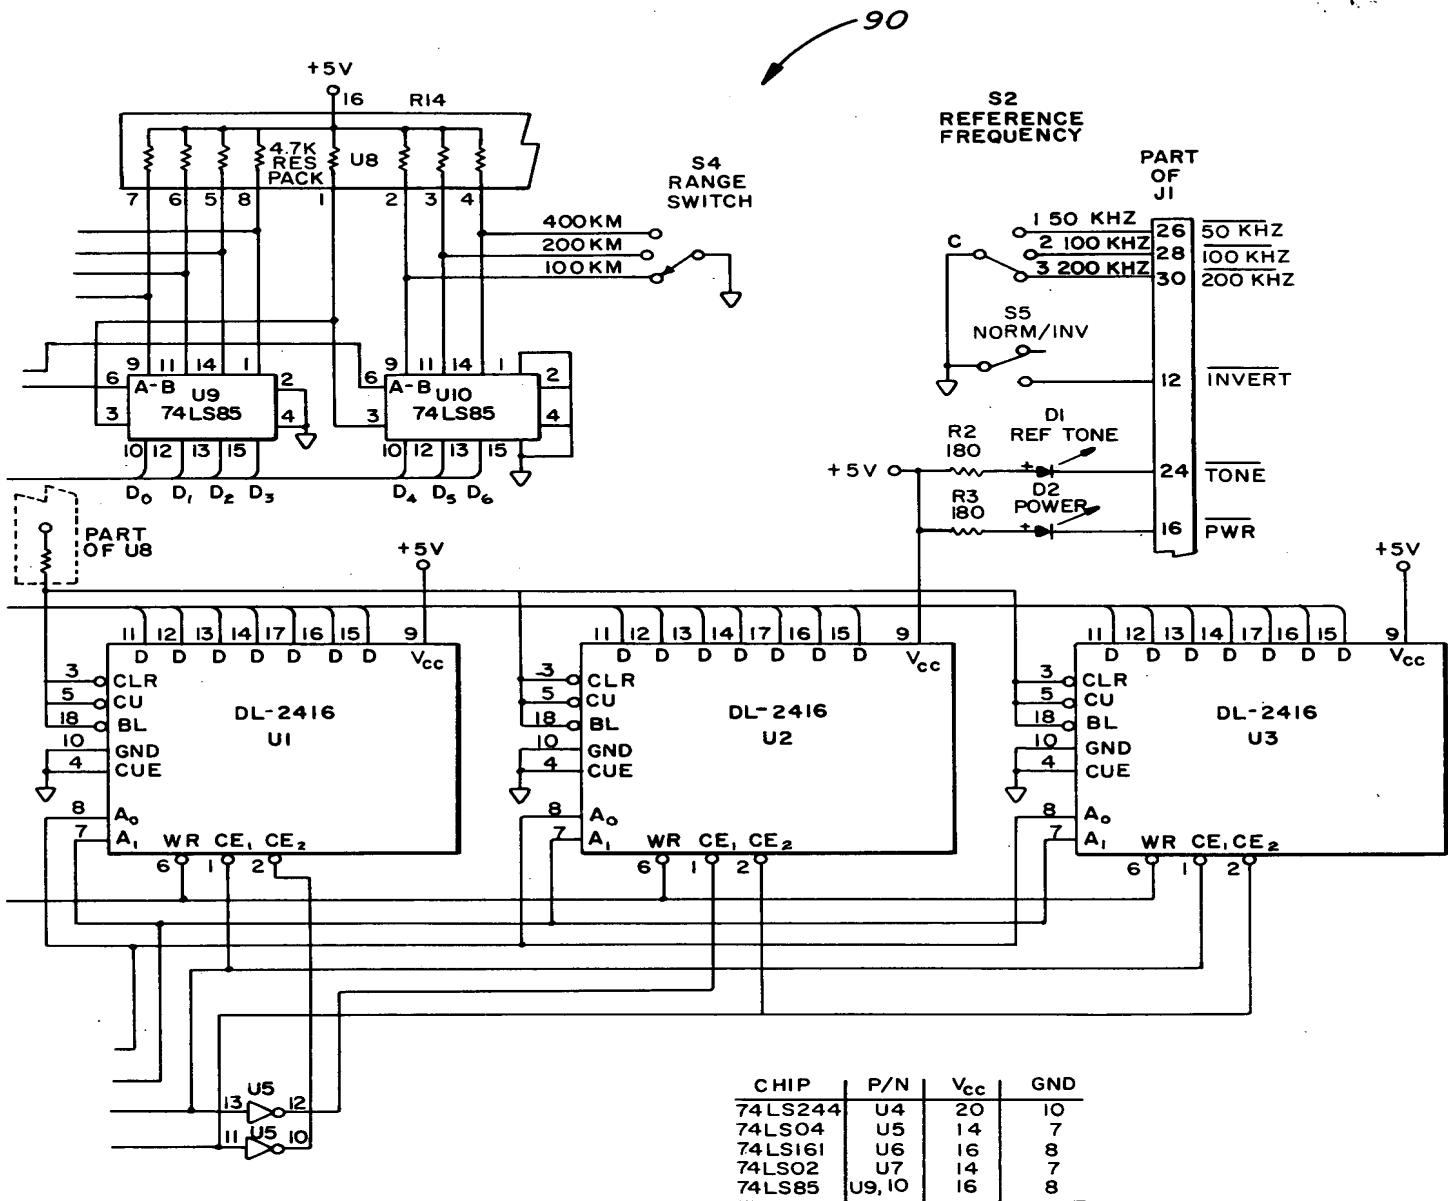 90
+5V
16 R14
4.7K
RES
PACK
U8
7 6 5 8 1 2 3 4
S4
RANGE
SWITCH
400KM
200KM
100KM
S2
REFERENCE
FREQUENCY
PART
OF
J1
C
1 50 KHZ 26 50 KHZ
2 100 KHZ 28 100 KHZ
3 200 KHZ 30 200 KHZ
S5
NORM/INV
12 INVERT
D1
REF TONE
R2
180
+5V
24 TONE
D2
POWER
R3
180
16 PWR
9 11 14 1
6 A-B 2
U9
3 74LS85 4
10 12 13 15
D0 D1 D2 D3
9 11 14 1
6 A-B 2
U10
3 74LS85 4
10 12 13 15
D4 D5 D6
PART
OF U8
+5V
+5V
11 12 13 14 17 16 15 9
D D D D D D D VCC
3 CLR
5 CU
18 BL
10 GND
4 CUE
8 A0
7 A1
DL-2416
U1
WR CE1 CE2
6 1 2
11 12 13 14 17 16 15 9
D D D D D D D VCC
3 CLR
5 CU
18 BL
10 GND
4 CUE
8 A0
7 A1
DL-2416
U2
WR CE1 CE2
6 1 2
11 12 13 14 17 16 15 9
D D D D D D D VCC
3 CLR
5 CU
18 BL
10 GND
4 CUE
8 A0
7 A1
DL-2416
U3
WR CE1 CE2
6 1 2
U5
13 12
U5
11 10
CHIP P/N VCC GND
74LS244 U4 20 10
74LS04 U5 14 7
74LS161 U6 16 8
74LS02 U7 14 7
74LS85 U9,10 16 8